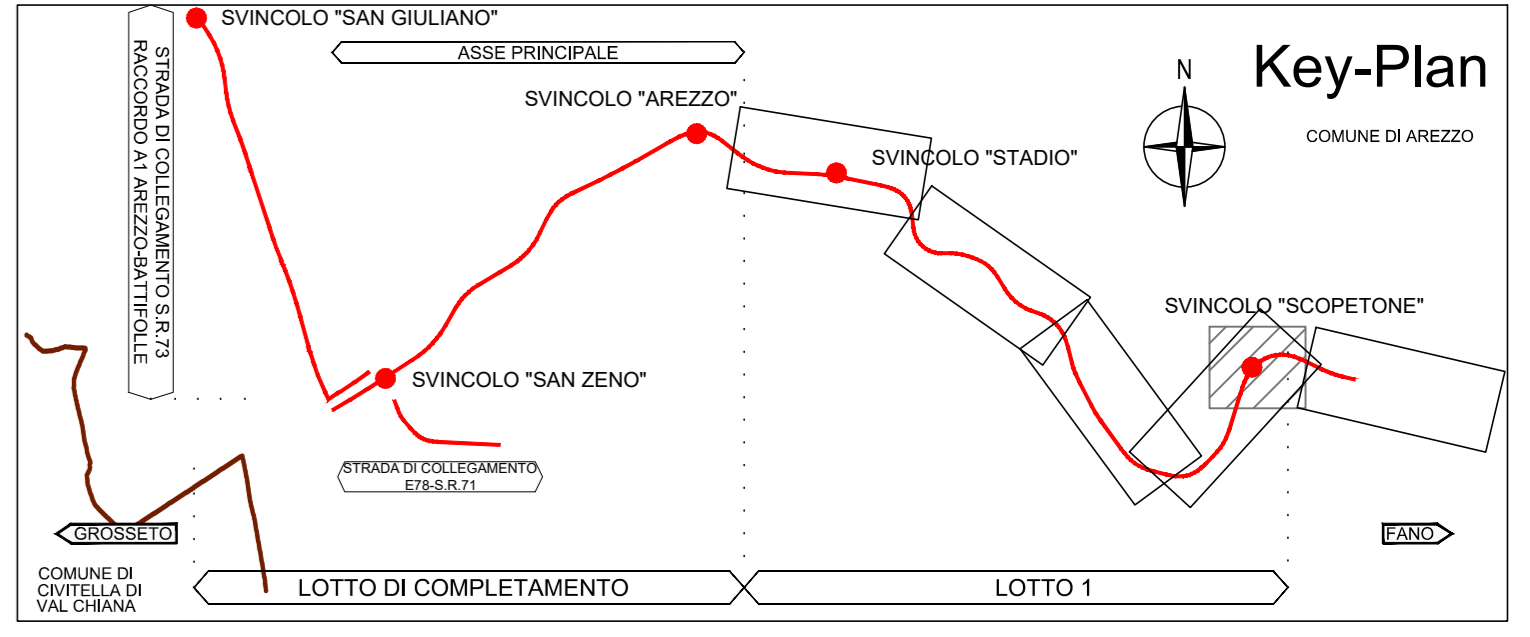 SVINCOLO "SAN GIULIANO"
STRADA DI COLLEGAMENTO S.R.73
RACCORDO A1 AREZZO-BATTIFOLLE
ASSE PRINCIPALE
Key-Plan
N
SVINCOLO "AREZZO"
COMUNE DI AREZZO
SVINCOLO "STADIO"
SVINCOLO "SCOPETONE"
SVINCOLO "SAN ZENO"
STRADA DI COLLEGAMENTO
E78-S.R.71
GROSSETO
FANO
COMUNE DI
CIVITELLA DI
VAL CHIANA
LOTTO DI COMPLETAMENTO
LOTTO 1